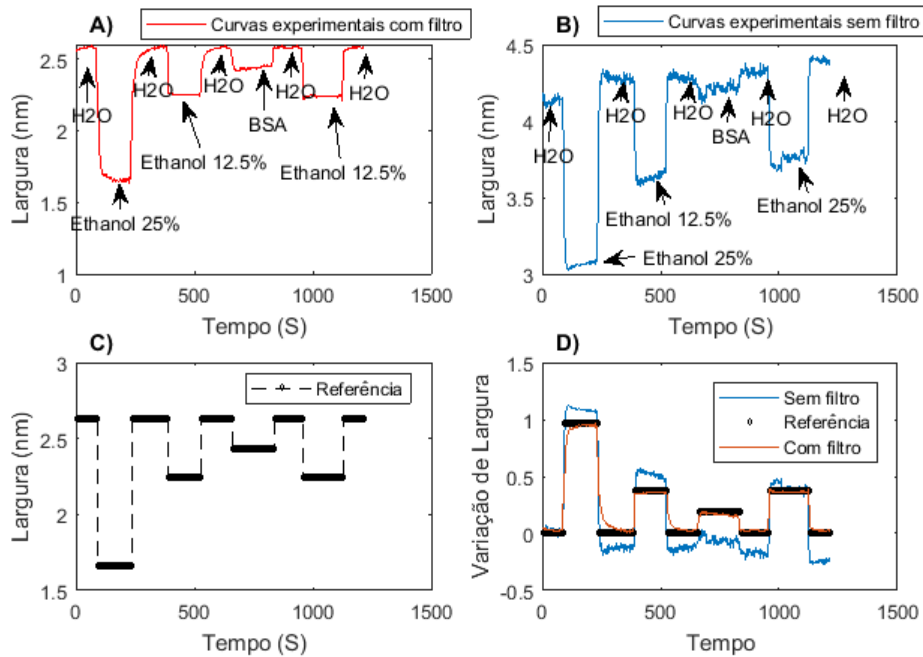 A)
Curvas experimentais com filtro
2.5
2
1.5
1
Largura (nm)
H2O
Ethanol 25%
H2O
Ethanol 12.5%
H2O
BSA
H2O
Ethanol 12.5%
H2O
0
500
1000
1500
Tempo (S)
B)
Curvas experimentais sem filtro
4.5
4
3.5
3
Largura (nm)
H2O
Ethanol 25%
H2O
Ethanol 12.5%
H2O
BSA
H2O
Ethanol 25%
H2O
0
500
1000
1500
Tempo (S)
C)
Referência
3
2.5
2
1.5
Largura (nm)
0
500
1000
1500
Tempo (S)
D)
Sem filtro
Referência
Com filtro
1.5
1
0.5
0
-0.5
Variação de Largura
0
500
1000
1500
Tempo